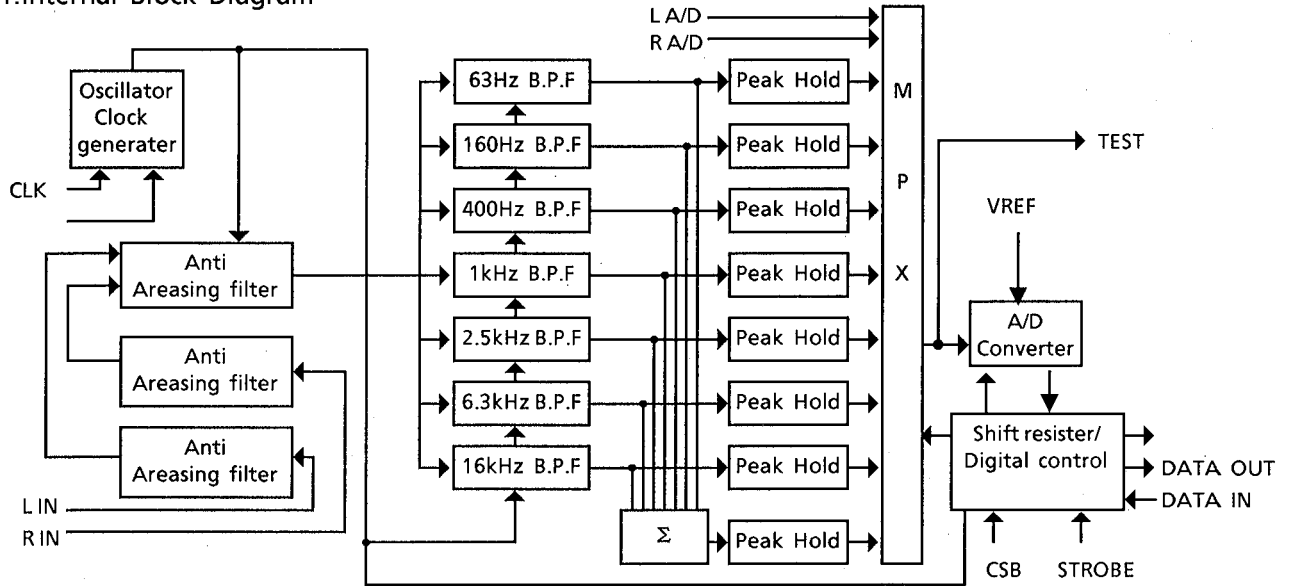 1.Internal Block Diagram
L A/D
R A/D
Oscillator
Clock
generater
CLK
Anti
Areasing filter
Anti
Areasing filter
Anti
Areasing filter
L IN
R IN
63Hz B.P.F
160Hz B.P.F
400Hz B.P.F
1kHz B.P.F
2.5kHz B.P.F
6.3kHz B.P.F
16kHz B.P.F
Σ
Peak Hold
Peak Hold
Peak Hold
Peak Hold
Peak Hold
Peak Hold
Peak Hold
Peak Hold
M
P
X
TEST
VREF
A/D
Converter
Shift resister/
Digital control
DATA OUT
DATA IN
CSB
STROBE